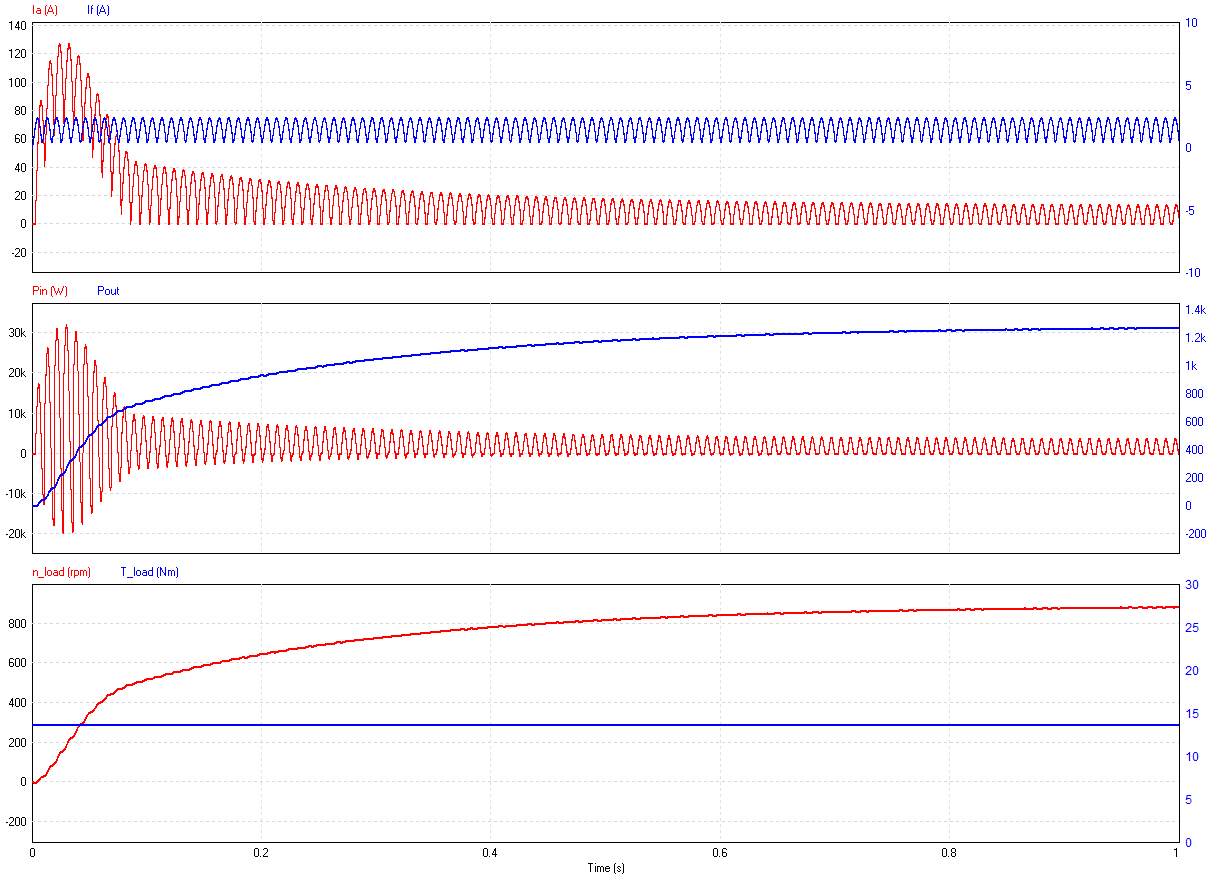 Ia (A) If (A)
140 10
120
100 5
80
60 0
40
20 -5
0
-20 -10
Pin (W) Pout
1.4k
30k 1.2k
20k 1k
800
10k 600
0 400
-10k 200
0
-20k -200
n_load (rpm) T_load (Nm)
30
800 25
600 20
400 15
200 10
0
-200 5
0
0 0.2 0.4 0.6 0.8 1
Time (s)